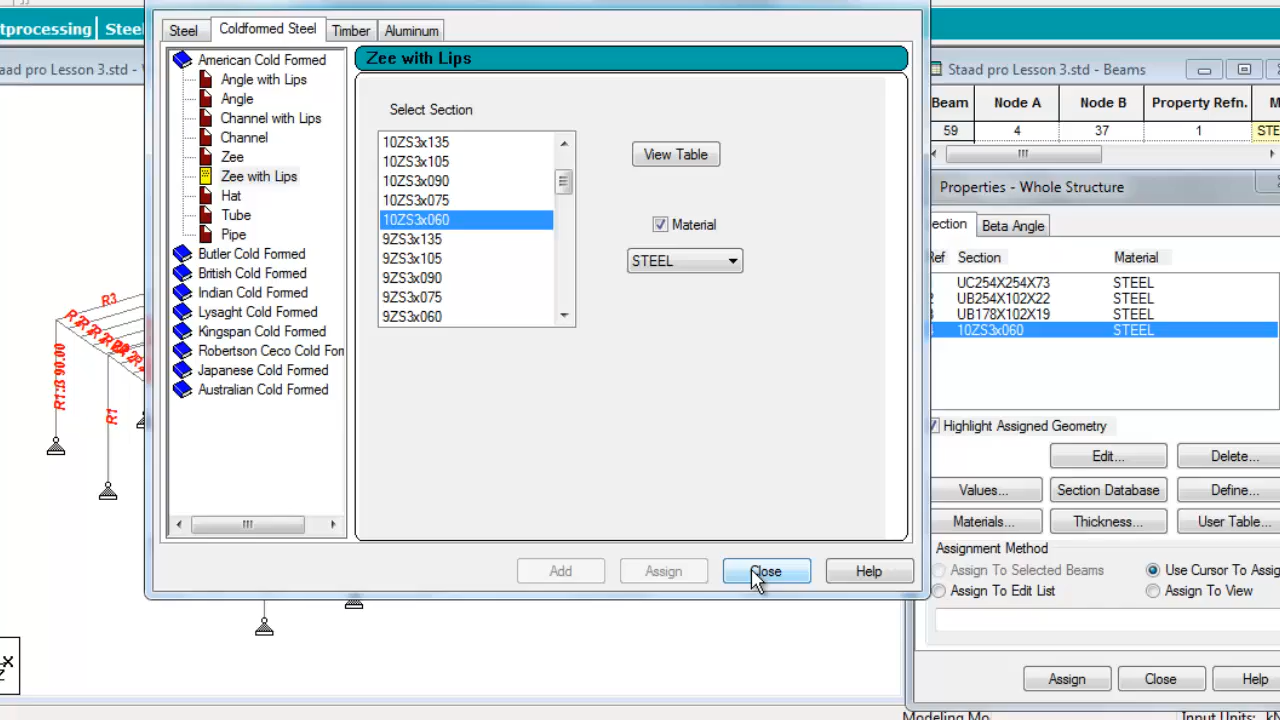 tprocessing
Steel
Steel
Coldformed Steel
Timber
Aluminum
taad pro Lesson 3.std -
American Cold Formed
Angle with Lips
Angle
Channel with Lips
Channel
Zee
Zee with Lips
Hat
Tube
Pipe
Butler Cold Formed
British Cold Formed
Indian Cold Formed
Lysaght Cold Formed
Kingspan Cold Formed
Robertson Ceco Cold For
Japanese Cold Formed
Australian Cold Formed
Zee with Lips
Select Section
10ZS3x135
10ZS3x105
10ZS3x090
10ZS3x075
10ZS3x060
9ZS3x135
9ZS3x105
9ZS3x090
9ZS3x075
9ZS3x060
View Table
Material
STEEL
Add
Assign
Close
Help
R3
R1
X
Z
Staad pro Lesson 3.std - Beams
Beam Node A Node B Property Refn. M
59 4 37 1 STE
Properties - Whole Structure
ection
Beta Angle
Ref Section Material
UC254X254X73 STEEL
UB254X102X22 STEEL
UB178X102X19 STEEL
10ZS3x060 STEEL
Highlight Assigned Geometry
Edit...
Delete...
Values...
Section Database
Define...
Materials...
Thickness...
User Table...
Assignment Method
Assign To Selected Beams
Use Cursor To Assig
Assign To Edit List
Assign To View
Assign
Close
Help
Modeling Mo
Input Units: kN